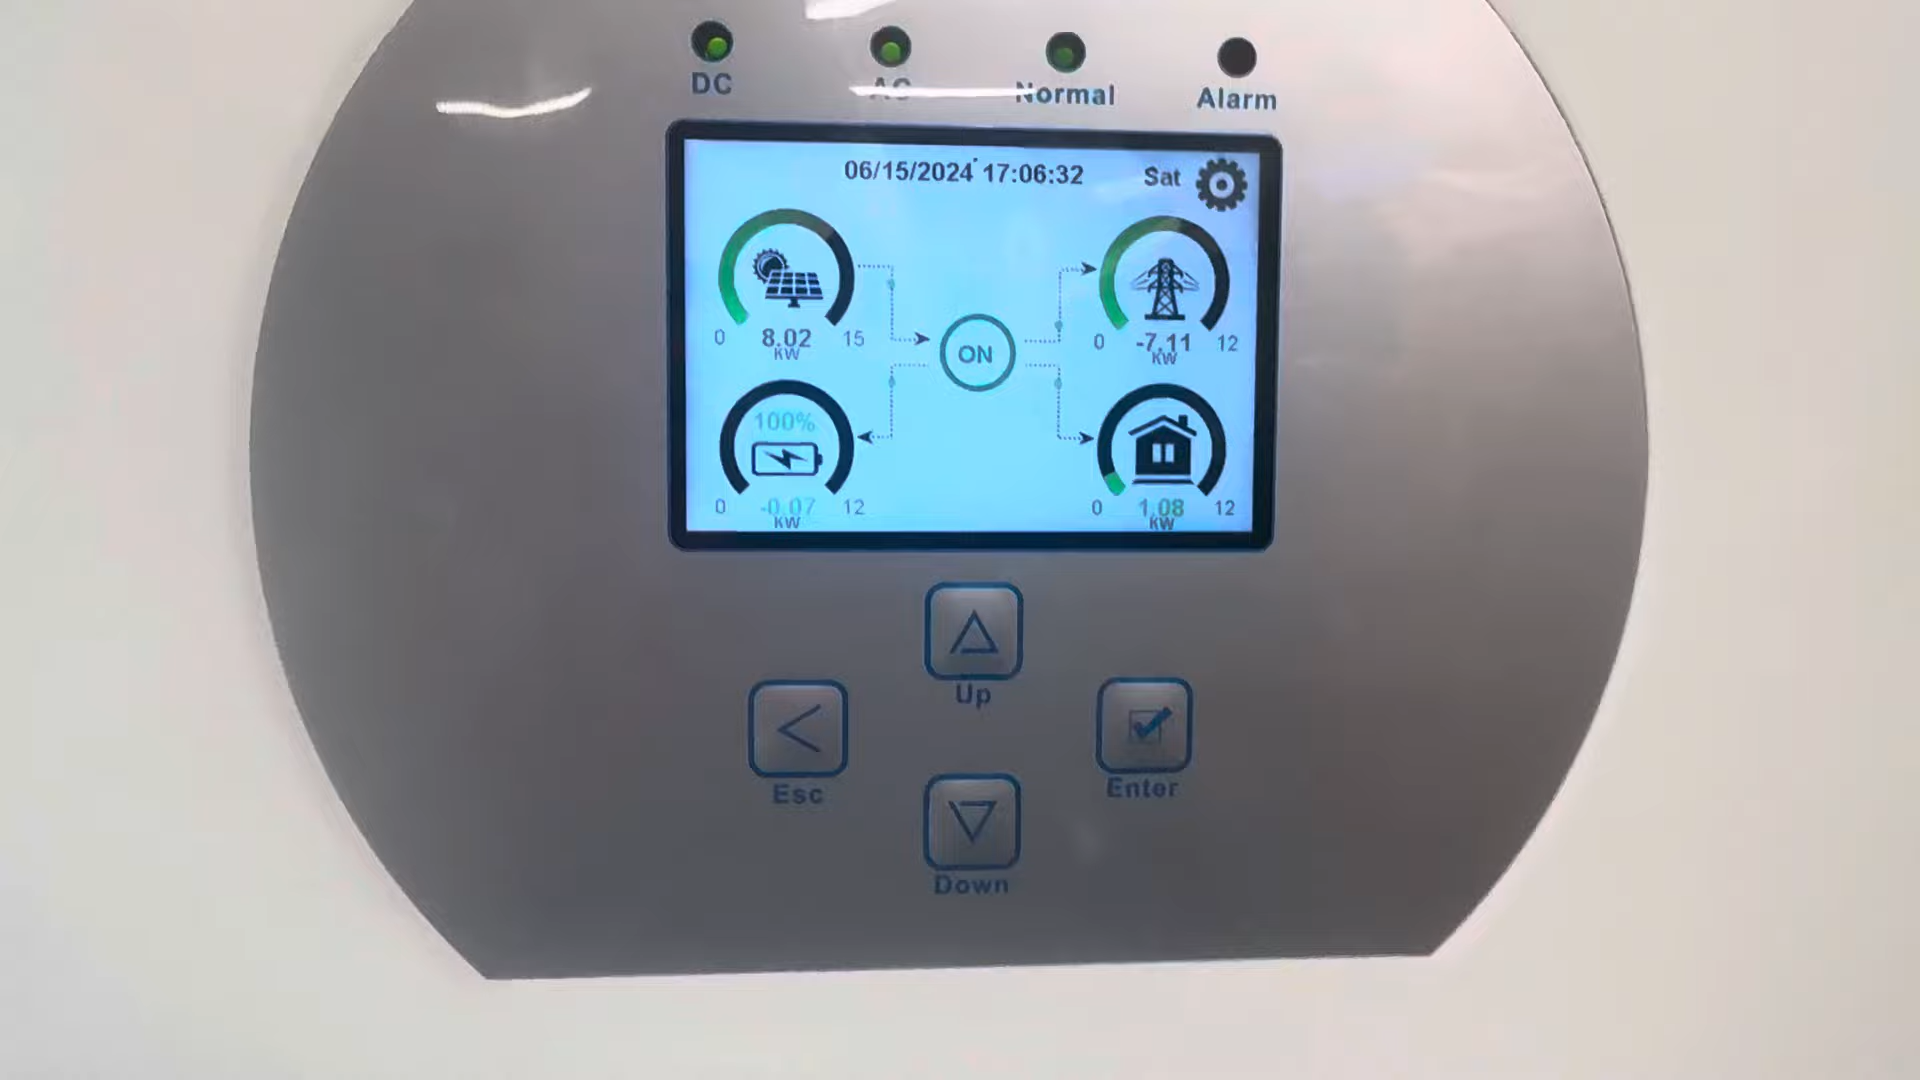 DC AC Normal Alarm
06/15/2024 17:06:32 Sat
0 8.02 15
KW
0 -7.11 12
KW
ON
100%
0 -0.07 12
KW
0 1.08 12
KW
Up
Esc
Enter
Down